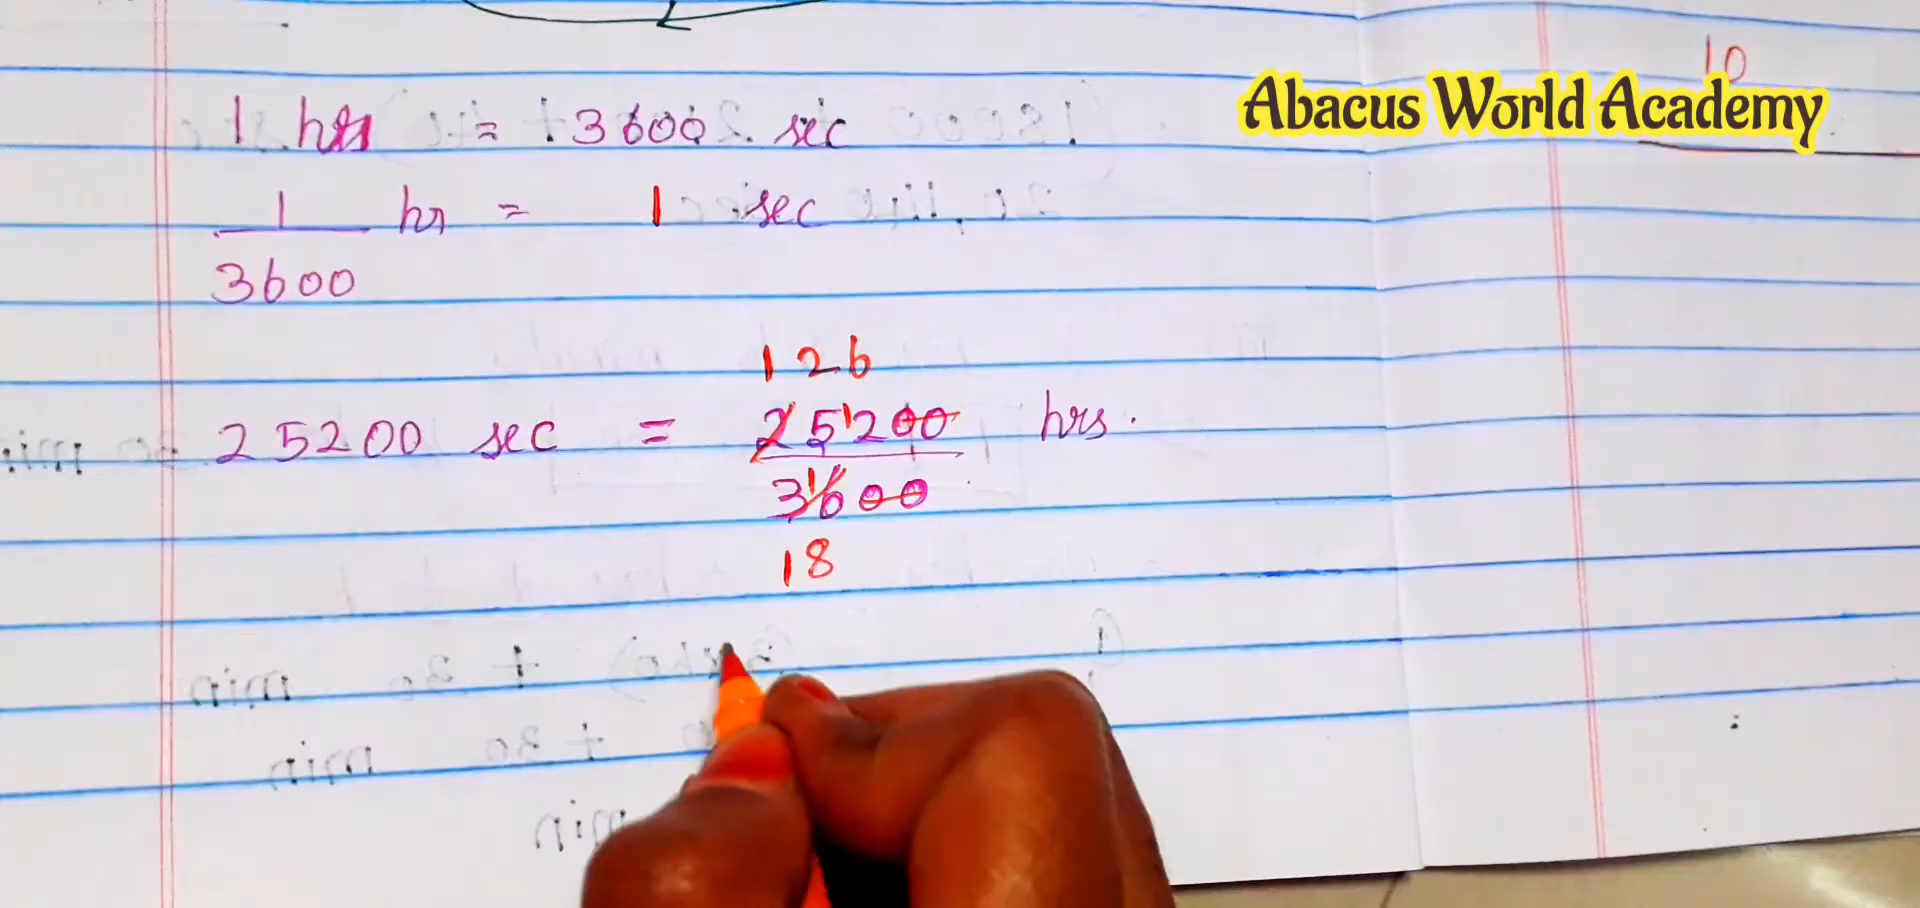 10
Abacus World Academy
1 hrs = 3600 sec
1 hr = 1 sec
3600
126
25200 sec = 25200 hrs.
3600
18